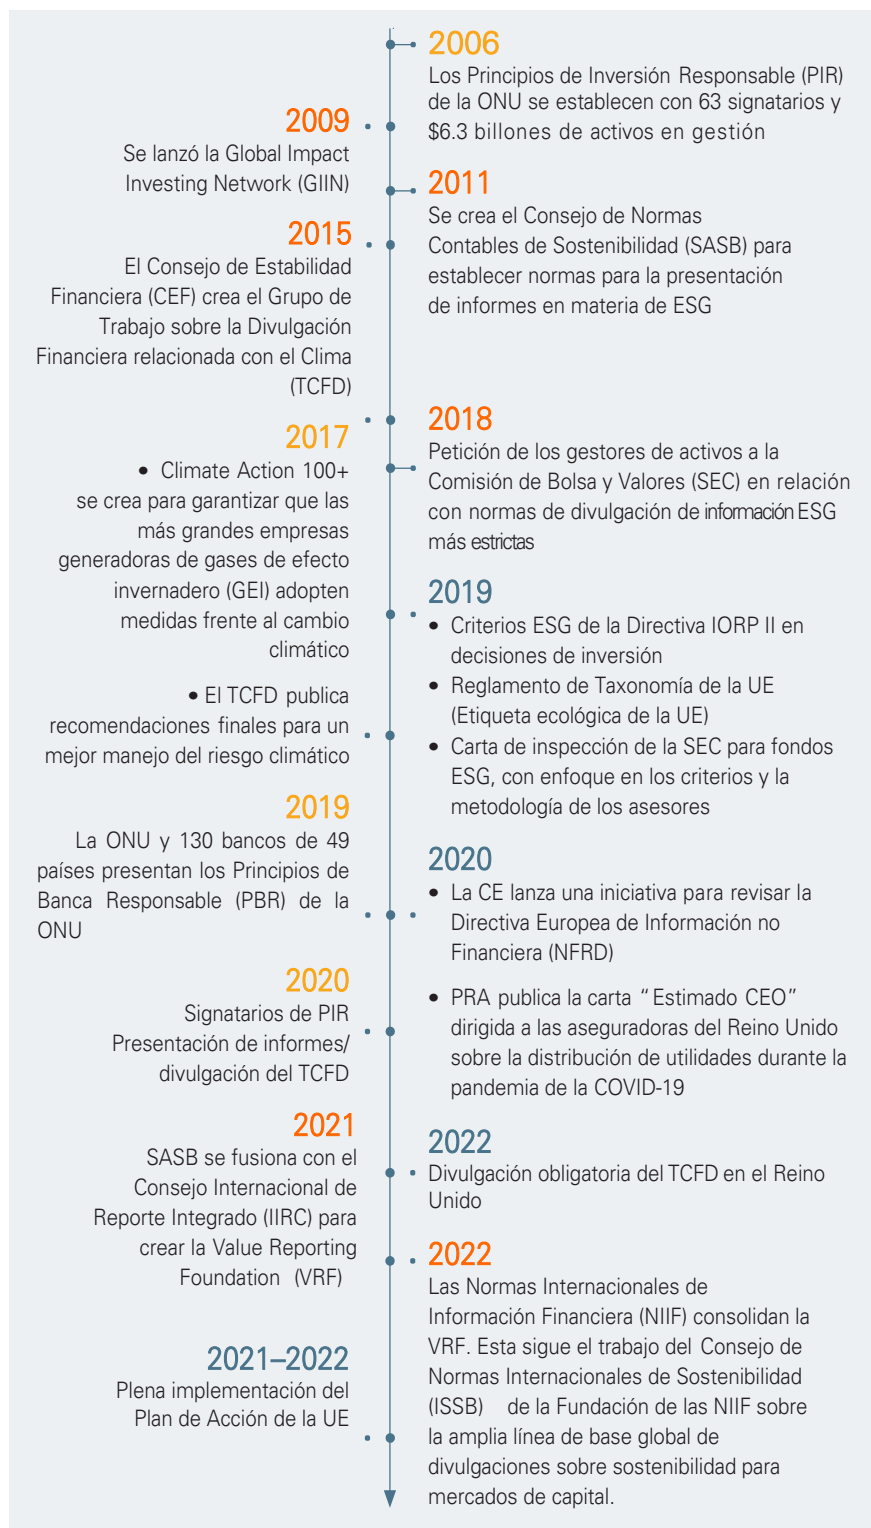 2006
Los Principios de Inversión Responsable (PIR)
de la ONU se establecen con 63 signatarios y
$6.3 billones de activos en gestión
2009
Se lanzó la Global Impact
Investing Network (GIIN)
2011
Se crea el Consejo de Normas
Contables de Sostenibilidad (SASB) para
establecer normas para la presentación
de informes en materia de ESG
2015
El Consejo de Estabilidad
Financiera (CEF) crea el Grupo de
Trabajo sobre la Divulgación
Financiera relacionada con el Clima
(TCFD)
2017
• Climate Action 100+
se crea para garantizar que las
más grandes empresas
generadoras de gases de efecto
invernadero (GEI) adopten
medidas frente al cambio
climático
• El TCFD publica
recomendaciones finales para un
mejor manejo del riesgo climático
2018
Petición de los gestores de activos a la
Comisión de Bolsa y Valores (SEC) en relación
con normas de divulgación de información ESG
más estrictas
2019
• Criterios ESG de la Directiva IORP II en
decisiones de inversión
• Reglamento de Taxonomía de la UE
(Etiqueta ecológica de la UE)
• Carta de inspección de la SEC para fondos
ESG, con enfoque en los criterios y la
metodología de los asesores
2019
La ONU y 130 bancos de 49
países presentan los Principios de
Banca Responsable (PBR) de la
ONU
2020
• La CE lanza una iniciativa para revisar la
Directiva Europea de Información no
Financiera (NFRD)
• PRA publica la carta “Estimado CEO”
dirigida a las aseguradoras del Reino Unido
sobre la distribución de utilidades durante la
pandemia de la COVID-19
2020
Signatarios de PIR
Presentación de informes/
divulgación del TCFD
2021
SASB se fusiona con el
Consejo Internacional de
Reporte Integrado (IIRC) para
crear la Value Reporting
Foundation (VRF)
2022
Divulgación obligatoria del TCFD en el Reino
Unido
2022
Las Normas Internacionales de
Información Financiera (NIIF) consolidan la
VRF. Esta sigue el trabajo del Consejo de
Normas Internacionales de Sostenibilidad
(ISSB) de la Fundación de las NIIF sobre
la amplia línea de base global de
divulgaciones sobre sostenibilidad para
mercados de capital.
2021–2022
Plena implementación del
Plan de Acción de la UE